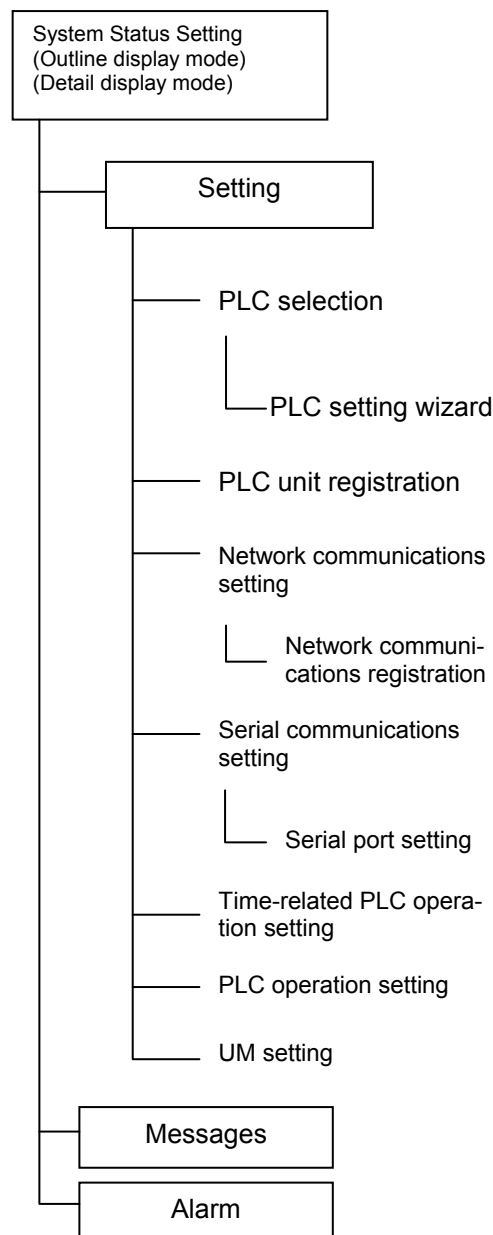 System Status Setting
(Outline display mode)
(Detail display mode)
Setting
PLC selection
PLC setting wizard
PLC unit registration
Network communications
setting
Network communi-
cations registration
Serial communications
setting
Serial port setting
Time-related PLC opera-
tion setting
PLC operation setting
UM setting
Messages
Alarm